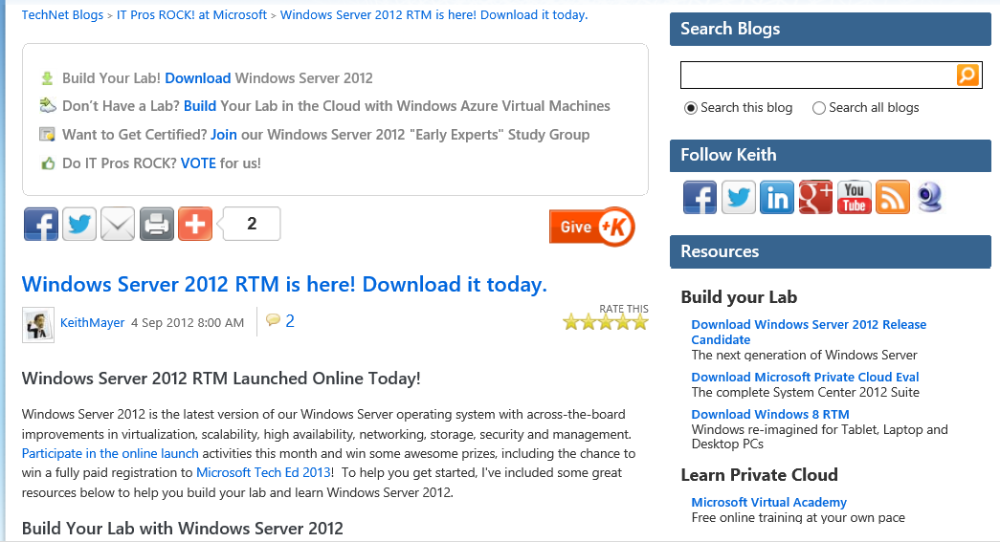 TechNet Blogs > IT Pros ROCK! at Microsoft > Windows Server 2012 RTM is here! Download it today.
Build Your Lab! Download Windows Server 2012
Don't Have a Lab? Build Your Lab in the Cloud with Windows Azure Virtual Machines
Want to Get Certified? Join our Windows Server 2012 "Early Experts" Study Group
Do IT Pros ROCK? VOTE for us!
2
Give +K
Windows Server 2012 RTM is here! Download it today.
KeithMayer 4 Sep 2012 8:00 AM 2
RATE THIS
Windows Server 2012 RTM Launched Online Today!
Windows Server 2012 is the latest version of our Windows Server operating system with across-the-board
improvements in virtualization, scalability, high availability, networking, storage, security and management.
Participate in the online launch activities this month and win some awesome prizes, including the chance to
win a fully paid registration to Microsoft Tech Ed 2013! To help you get started, I've included some great
resources below to help you build your lab and learn Windows Server 2012.
Build Your Lab with Windows Server 2012
Search Blogs
Search this blog Search all blogs
Follow Keith
f in g+ You Tube
Resources
Build your Lab
Download Windows Server 2012 Release
Candidate
The next generation of Windows Server
Download Microsoft Private Cloud Eval
The complete System Center 2012 Suite
Download Windows 8 RTM
Windows re-imagined for Tablet, Laptop and
Desktop PCs
Learn Private Cloud
Microsoft Virtual Academy
Free online training at your own pace